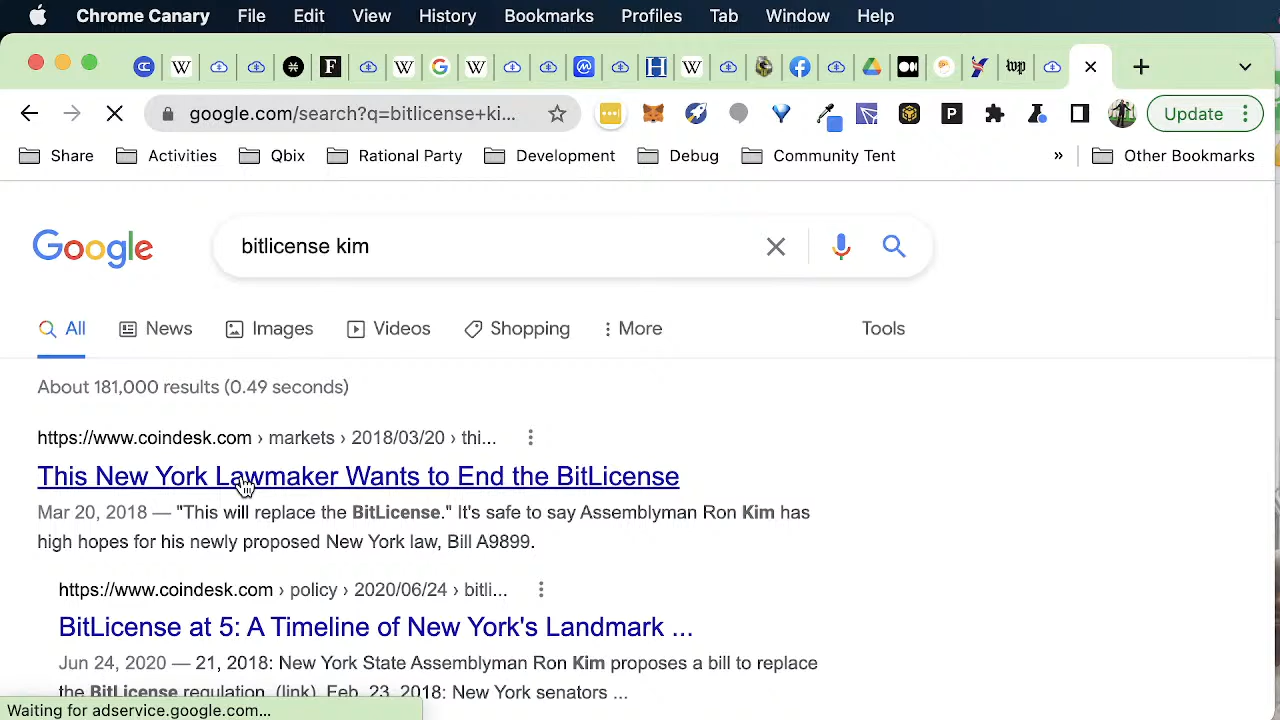 Chrome Canary File Edit View History Bookmarks Profiles Tab Window Help
google.com/search?q=bitlicense+ki... Update
Share Activities Qbix Rational Party Development Debug Community Tent » Other Bookmarks
Google bitlicense kim
All News Images Videos Shopping More Tools
About 181,000 results (0.49 seconds)
https://www.coindesk.com › markets › 2018/03/20 › thi...
This New York Lawmaker Wants to End the BitLicense
Mar 20, 2018 — "This will replace the BitLicense." It's safe to say Assemblyman Ron Kim has
high hopes for his newly proposed New York law, Bill A9899.
https://www.coindesk.com › policy › 2020/06/24 › bitli...
BitLicense at 5: A Timeline of New York's Landmark ...
Jun 24, 2020 — 21, 2018: New York State Assemblyman Ron Kim proposes a bill to replace
the BitLicense regulation. (link). Feb. 23, 2018: New York senators ...
Waiting for adservice.google.com...